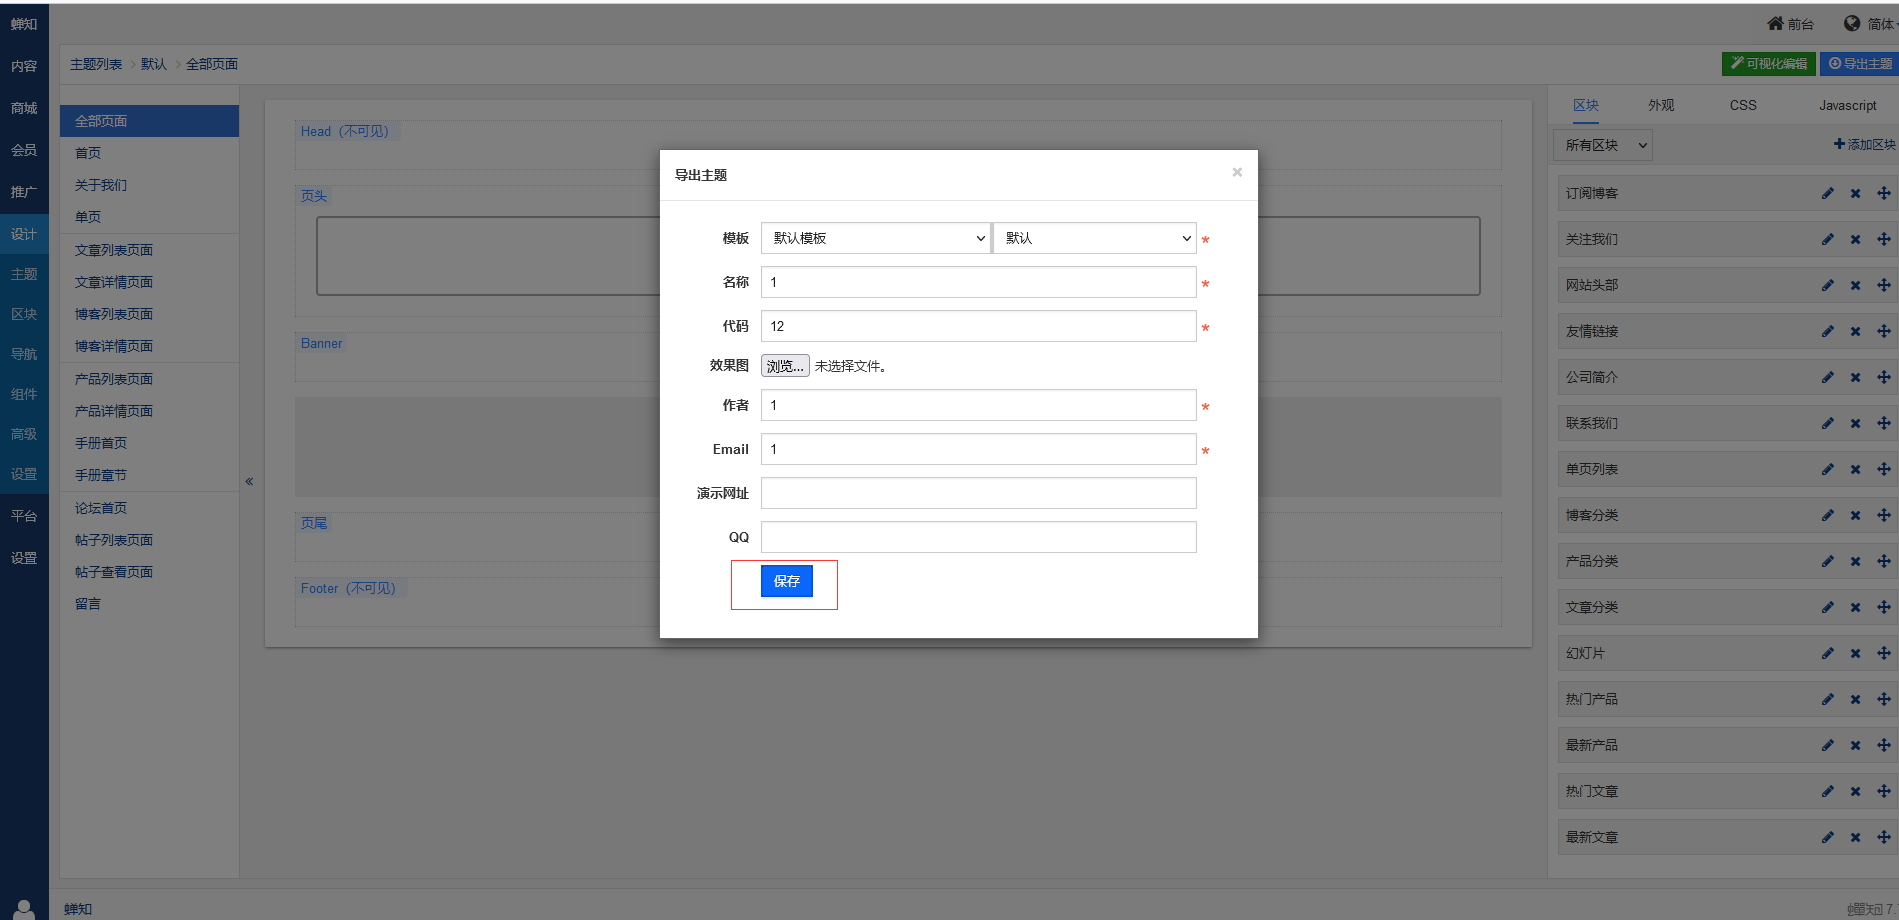 蝉知
内容
商城
会员
推广
设计
主题
区块
导航
组件
高级
设置
平台
设置
前台
简体
主题列表 > 默认 > 全部页面
可视化编辑
导出主题
全部页面
首页
关于我们
单页
文章列表页面
文章详情页面
博客列表页面
博客详情页面
产品列表页面
产品详情页面
手册首页
手册章节
论坛首页
帖子列表页面
帖子查看页面
留言
«
Head（不可见）
页头
Banner
页尾
Footer（不可见）
导出主题
×
模板 默认模板 默认 *
名称 1 *
代码 12 *
效果图 浏览... 未选择文件。
作者 1 *
Email 1 *
演示网址
QQ
保存
区块 外观 CSS Javascript
所有区块
添加区块
订阅博客
关注我们
网站头部
友情链接
公司简介
联系我们
单页列表
博客分类
产品分类
文章分类
幻灯片
热门产品
最新产品
热门文章
最新文章
蝉知
蝉知 7.